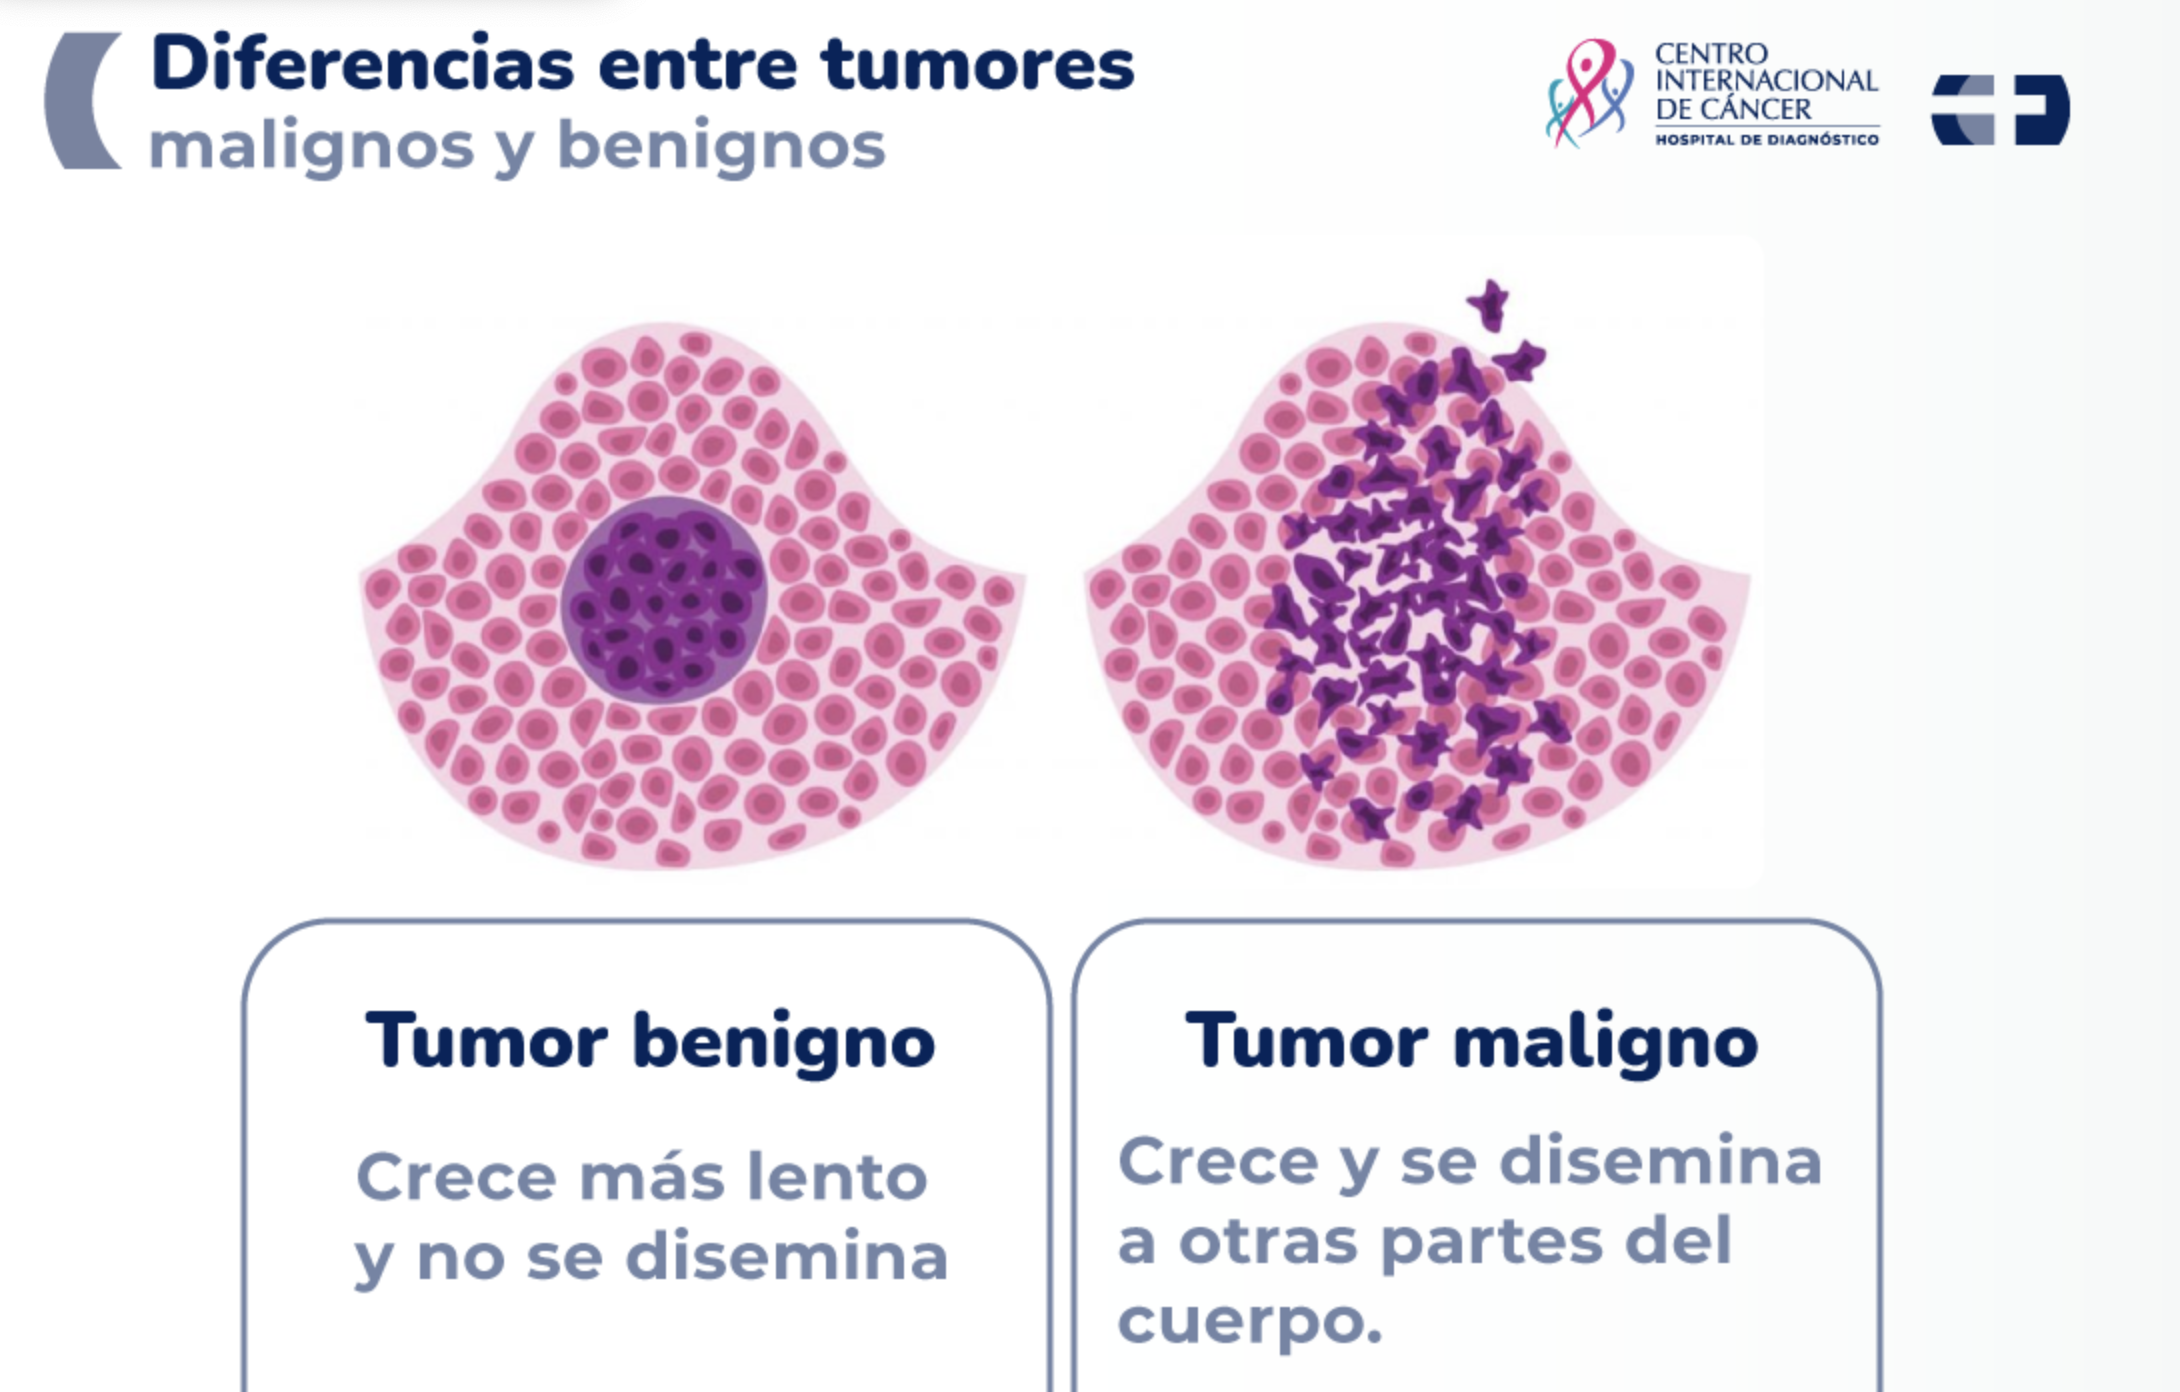 Diferencias entre tumores
malignos y benignos
CENTRO
INTERNACIONAL
DE CÁNCER
HOSPITAL DE DIAGNÓSTICO
Tumor benigno
Crece más lento
y no se disemina
Tumor maligno
Crece y se disemina
a otras partes del
cuerpo.